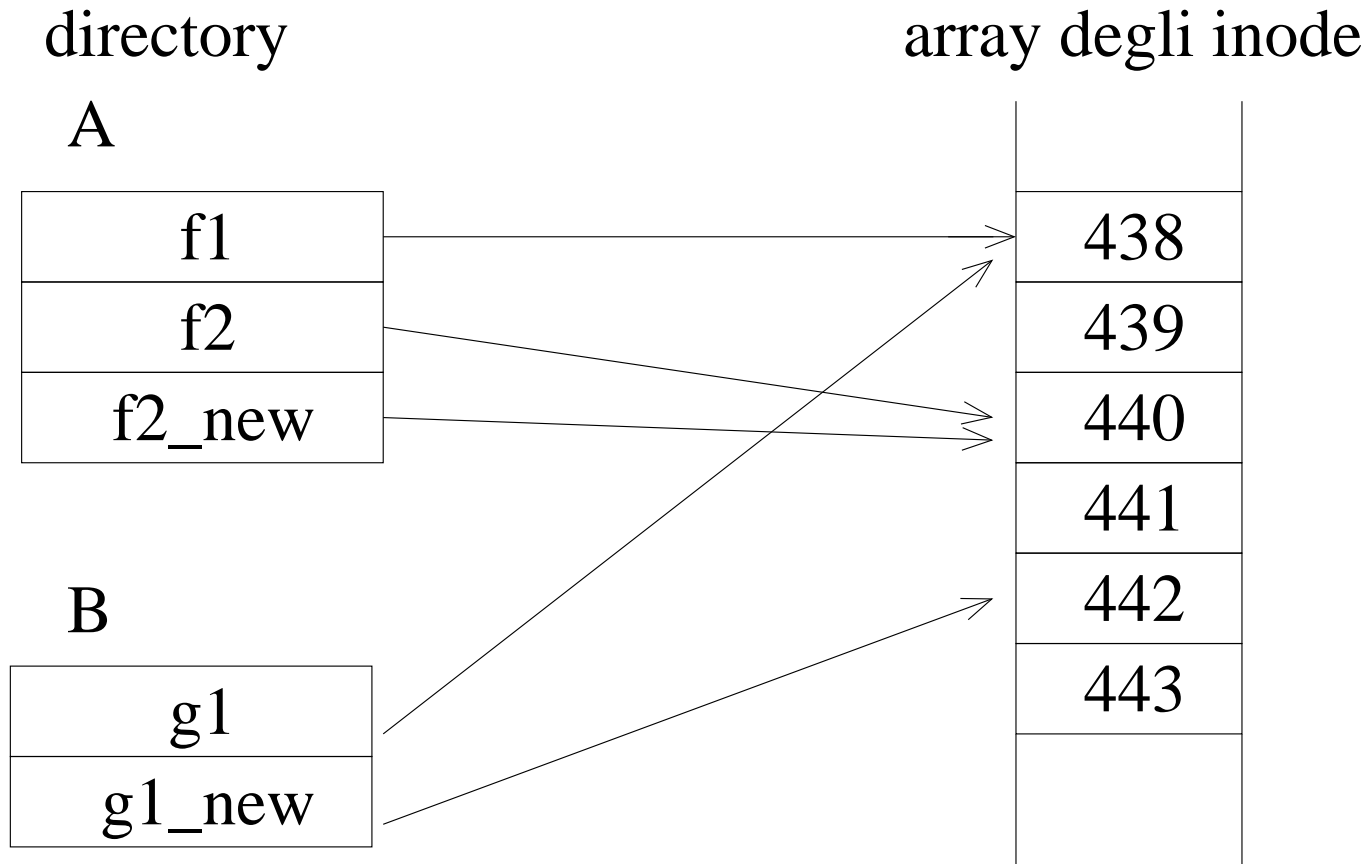 directory
A
f1
f2
f2_new
B
g1
g1_new
array degli inode
438
439
440
441
442
443